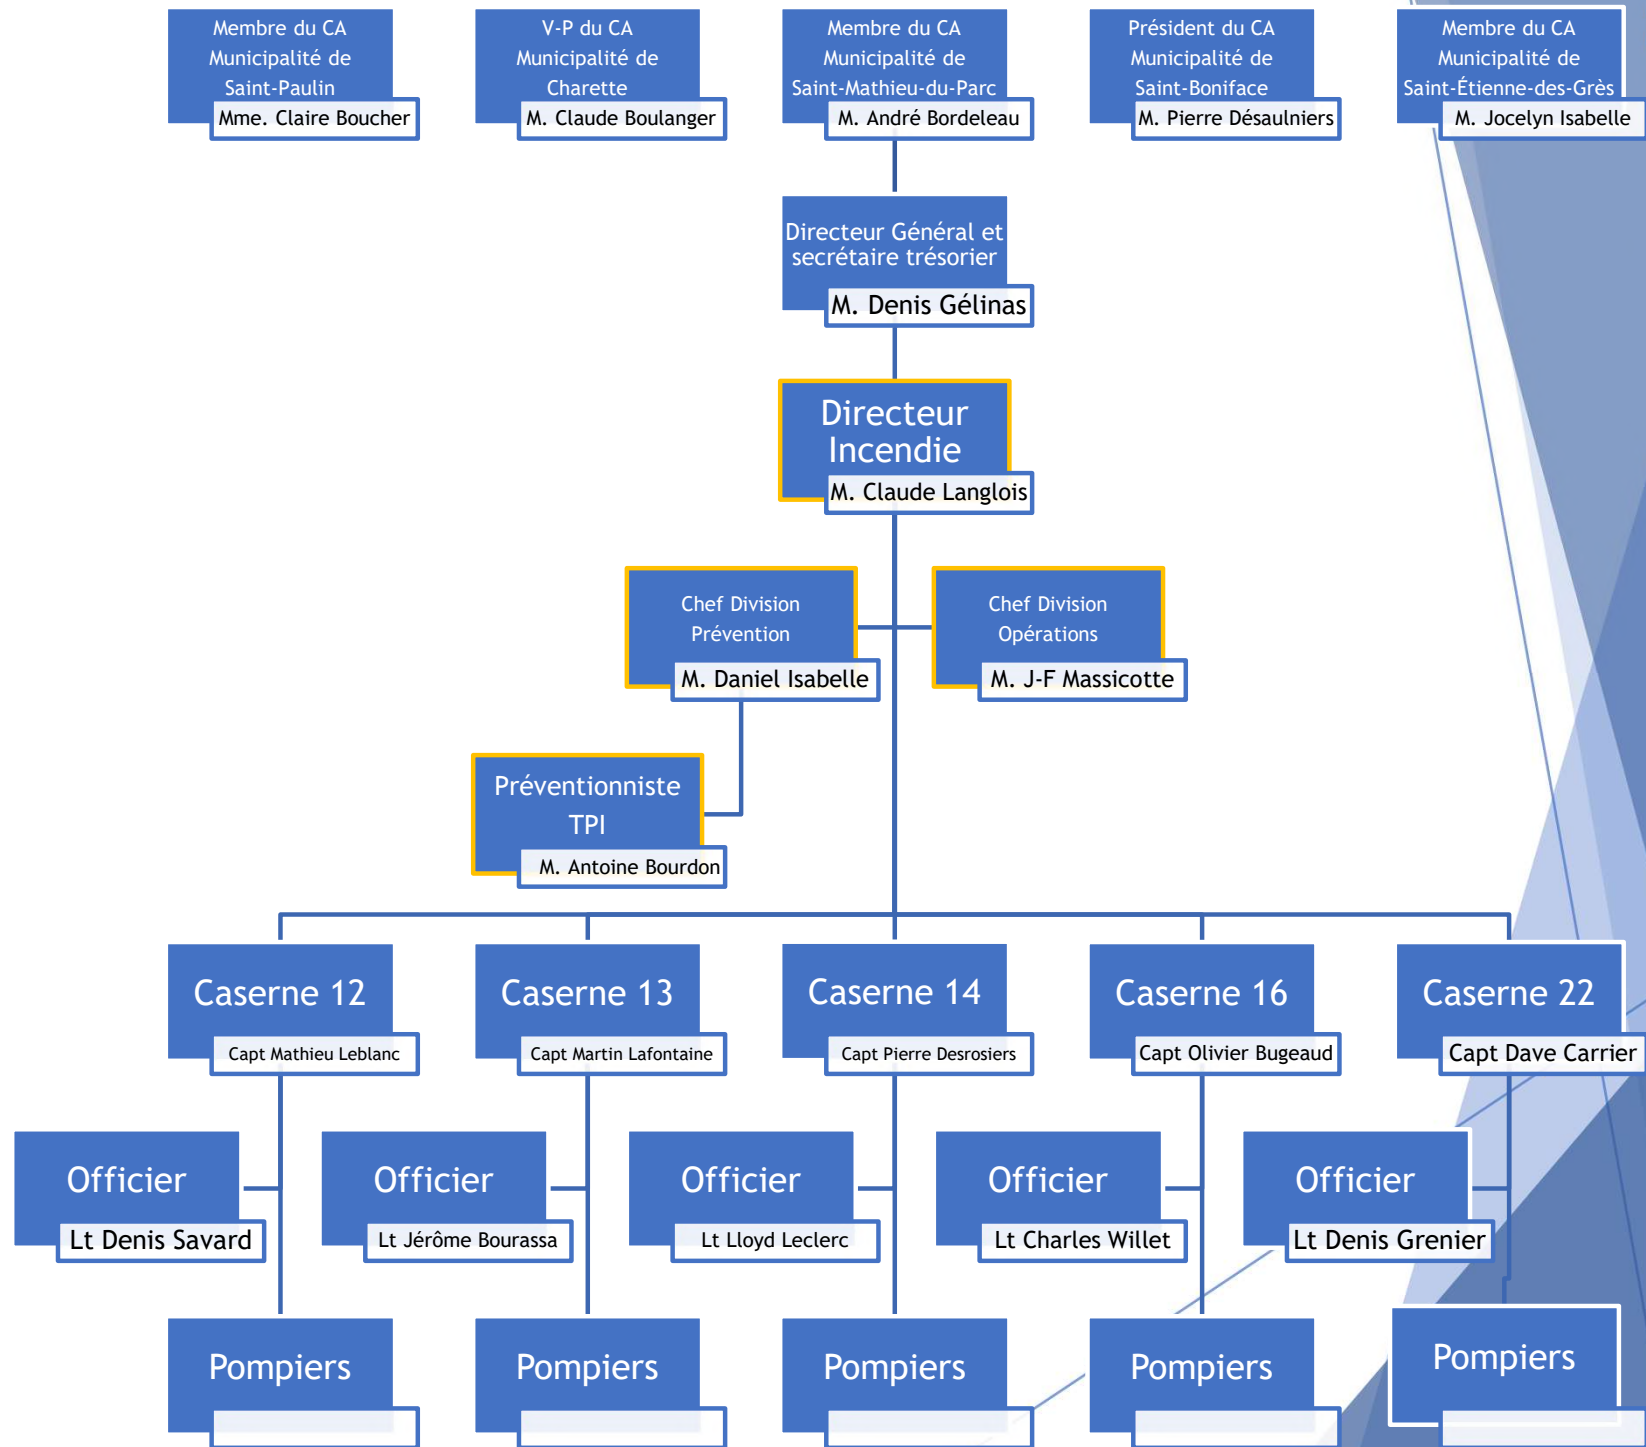 Membre du CA
Municipalité de
Saint-Paulin
Mme. Claire Boucher
V-P du CA
Municipalité de
Charette
M. Claude Boulanger
Membre du CA
Municipalité de
Saint-Mathieu-du-Parc
M. André Bordeleau
Président du CA
Municipalité de
Saint-Boniface
M. Pierre Désaulniers
Membre du CA
Municipalité de
Saint-Étienne-des-Grès
M. Jocelyn Isabelle
Directeur Général et
secrétaire trésorier
M. Denis Gélinas
Directeur
Incendie
M. Claude Langlois
Chef Division
Prévention
M. Daniel Isabelle
Chef Division
Opérations
M. J-F Massicotte
Préventionniste
TPI
M. Antoine Bourdon
Caserne 12
Capt Mathieu Leblanc
Caserne 13
Capt Martin Lafontaine
Caserne 14
Capt Pierre Desrosiers
Caserne 16
Capt Olivier Bugeaud
Caserne 22
Capt Dave Carrier
Officier
Lt Denis Savard
Officier
Lt Jérôme Bourassa
Officier
Lt Lloyd Leclerc
Officier
Lt Charles Willet
Officier
Lt Denis Grenier
Pompiers
Pompiers
Pompiers
Pompiers
Pompiers